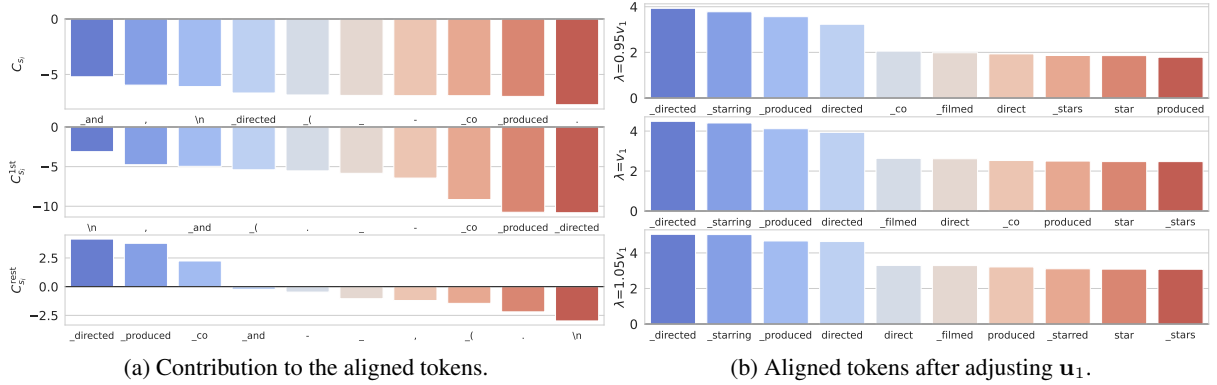 0
−5
C_{s_i}
_and , \n _directed _( _ - _co _produced .
0
−5
−10
C^{1st}_{s_i}
\n , _and _( . _ - _co _produced _directed
2.5
0.0
−2.5
C^{rest}_{s_i}
_directed _produced _co _and - _ , _( . \n
(a) Contribution to the aligned tokens.
4
2
0
λ=0.95v₁
_directed _starring _produced directed _co _filmed direct _stars star produced
4
2
0
λ=v₁
_directed _starring _produced directed _filmed direct _co produced star _stars
4
2
0
λ=1.05v₁
_directed _starring _produced directed direct _filmed produced _starred star _stars
(b) Aligned tokens after adjusting u₁.